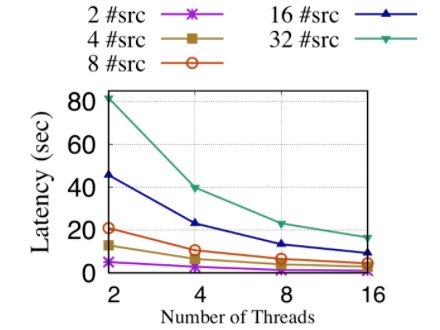 2 #src
4 #src
8 #src
16 #src
32 #src
Latency (sec)
80
60
40
20
0
2 4 8 16
Number of Threads